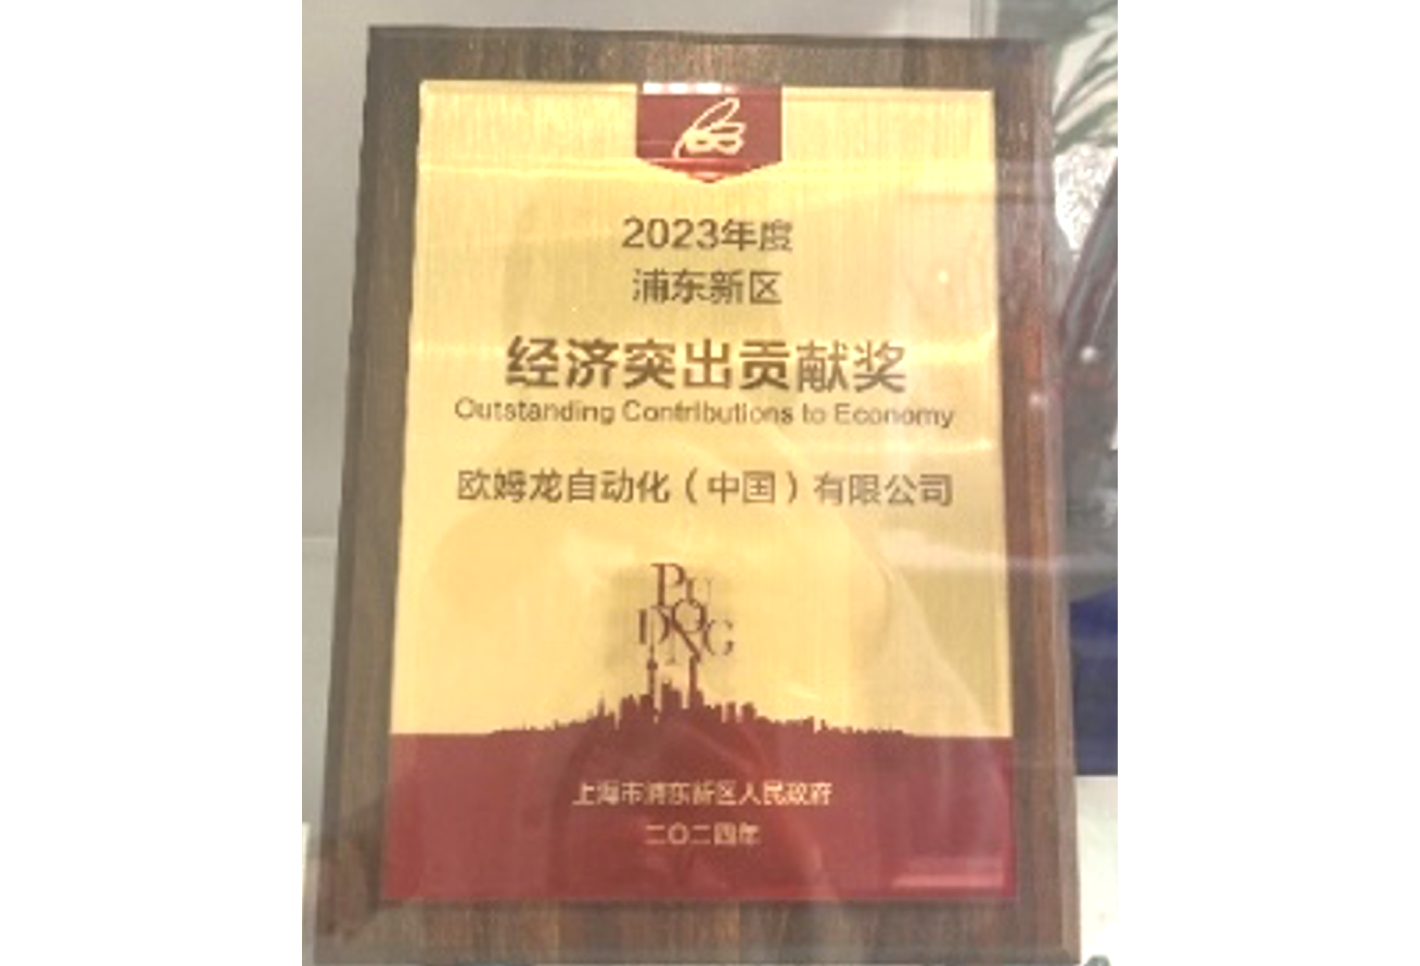 2023年度
浦东新区
经济突出贡献奖
Outstanding Contributions to Economy
欧姆龙自动化（中国）有限公司
PU
DONG
上海市浦东新区人民政府
二〇二四年